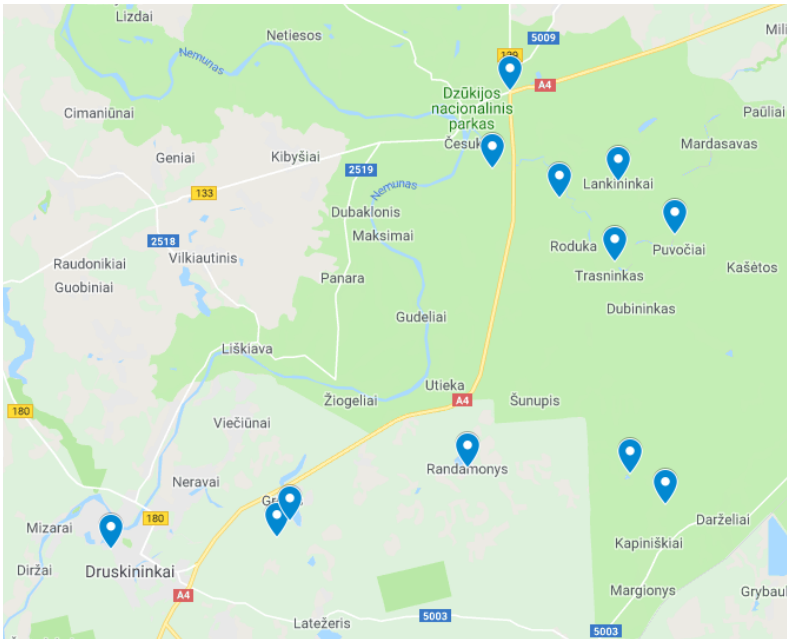 Lizdai
Netiesos
5009
Mili
Nemunas
130
A4
Dzūkijos
nacionalinis
parkas
Cimaniūnai
Paūliai
Mardasavas
Geniai
Kibyšiai
2519
Lankininkai
133
Nemunas
Dubaklonis
Maksimai
2518
Roduka
Puvočiai
Vilkiautinis
Raudonikiai
Guobiniai
Panara
Trasninkas
Kašėtos
Dubininkas
Gudeliai
Liškiava
Utieka
Žiogeliai
A4
Šunupis
180
Viečiūnai
Randamonys
Neravai
Mizarai
180
Darželiai
Kapiniškiai
Diržai
Druskininkai
A4
Margionys
Grybaul
Latežeris
5003
5003